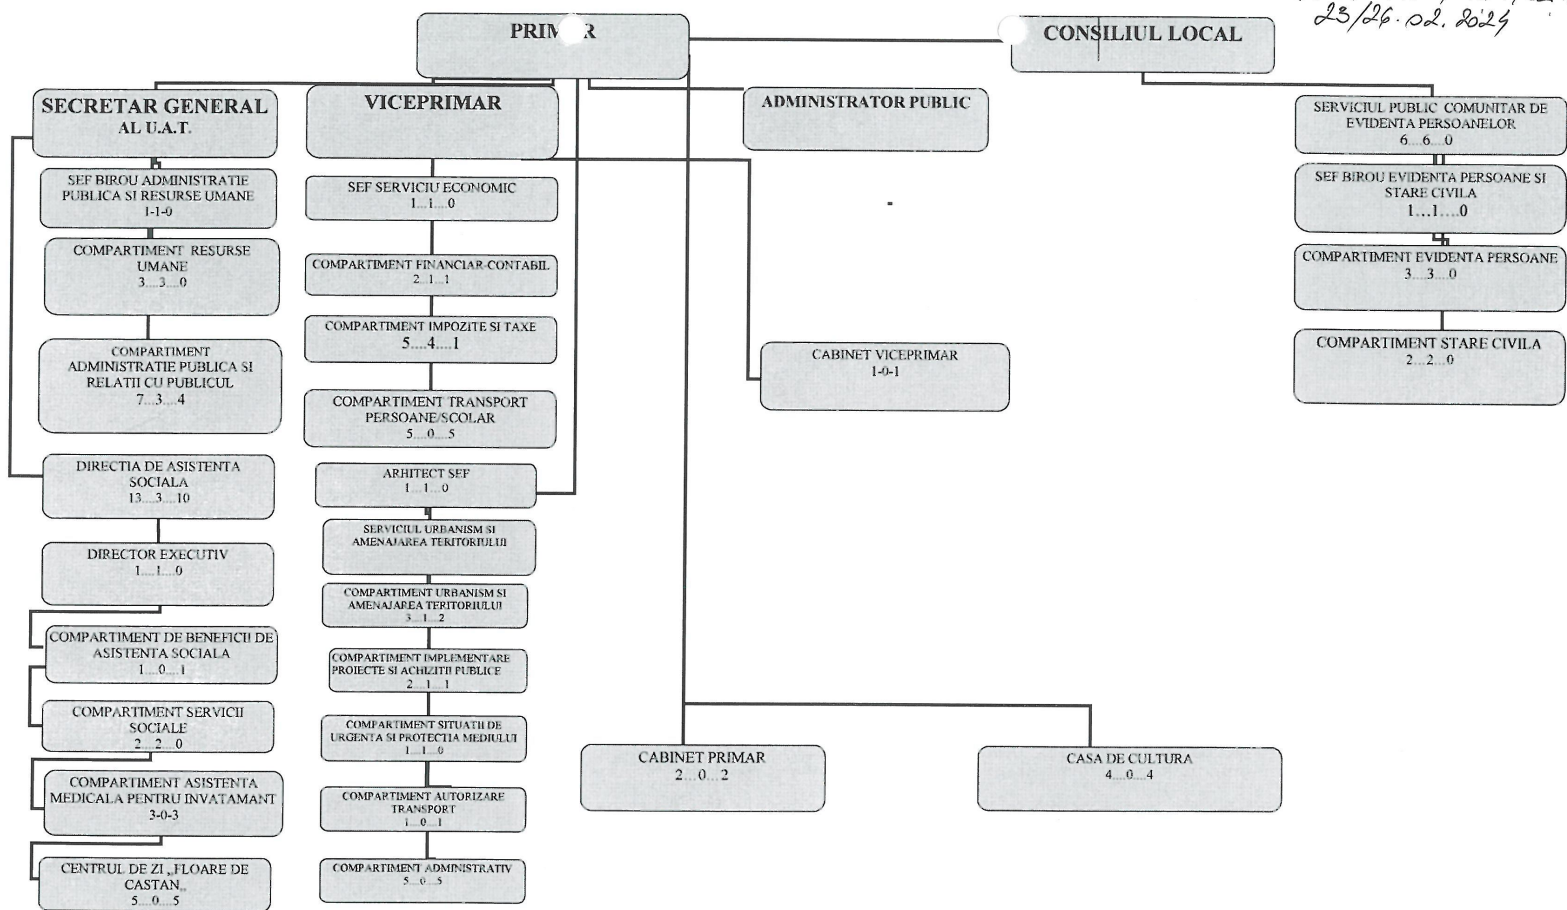 23/26.02.2024
PRIMAR
CONSILIUL LOCAL
SECRETAR GENERAL
AL U.A.T.
SEF BIROU ADMINISTRATIE
PUBLICA SI RESURSE UMANE
1-1-0
COMPARTIMENT RESURSE
UMANE
3...3...0
COMPARTIMENT
ADMINISTRATIE PUBLICA SI
RELATII CU PUBLICUL
7...3....4
DIRECTIA DE ASISTENTA
SOCIALA
13....3....10
DIRECTOR EXECUTIV
1....1....0
COMPARTIMENT DE BENEFICII DE
ASISTENTA SOCIALA
1....0....1
COMPARTIMENT SERVICII
SOCIALE
2...2...0
COMPARTIMENT ASISTENTA
MEDICALA PENTRU INVATAMANT
3-0-3
CENTRUL DE ZI „FLOARE DE
CASTAN„
5....0....5
VICEPRIMAR
SEF SERVICIU ECONOMIC
1...1....0
COMPARTIMENT FINANCIAR-CONTABIL
2...1...1
COMPARTIMENT IMPOZITE SI TAXE
5....4....1
COMPARTIMENT TRANSPORT
PERSOANE/SCOLAR
5....0....5
ARHITECT SEF
1....1....0
SERVICIUL URBANISM SI
AMENAJAREA TERITORIULUI
COMPARTIMENT URBANISM SI
AMENAJAREA TERITORIULUI
3...1...2
COMPARTIMENT IMPLEMENTARE
PROIECTE SI ACHIZITII PUBLICE
2....1....1
COMPARTIMENT SITUATII DE
URGENTA SI PROTECTIA MEDIULUI
1....1....0
COMPARTIMENT AUTORIZARE
TRANSPORT
1...0...1
COMPARTIMENT ADMINISTRATIV
5....0....5
ADMINISTRATOR PUBLIC
CABINET VICEPRIMAR
1-0-1
CABINET PRIMAR
2....0....2
CASA DE CULTURA
4....0....4
SERVICIUL PUBLIC COMUNITAR DE
EVIDENTA PERSOANELOR
6....6....0
SEF BIROU EVIDENTA PERSOANE SI
STARE CIVILA
1...1....0
COMPARTIMENT EVIDENTA PERSOANE
3....3....0
COMPARTIMENT STARE CIVILA
2....2....0